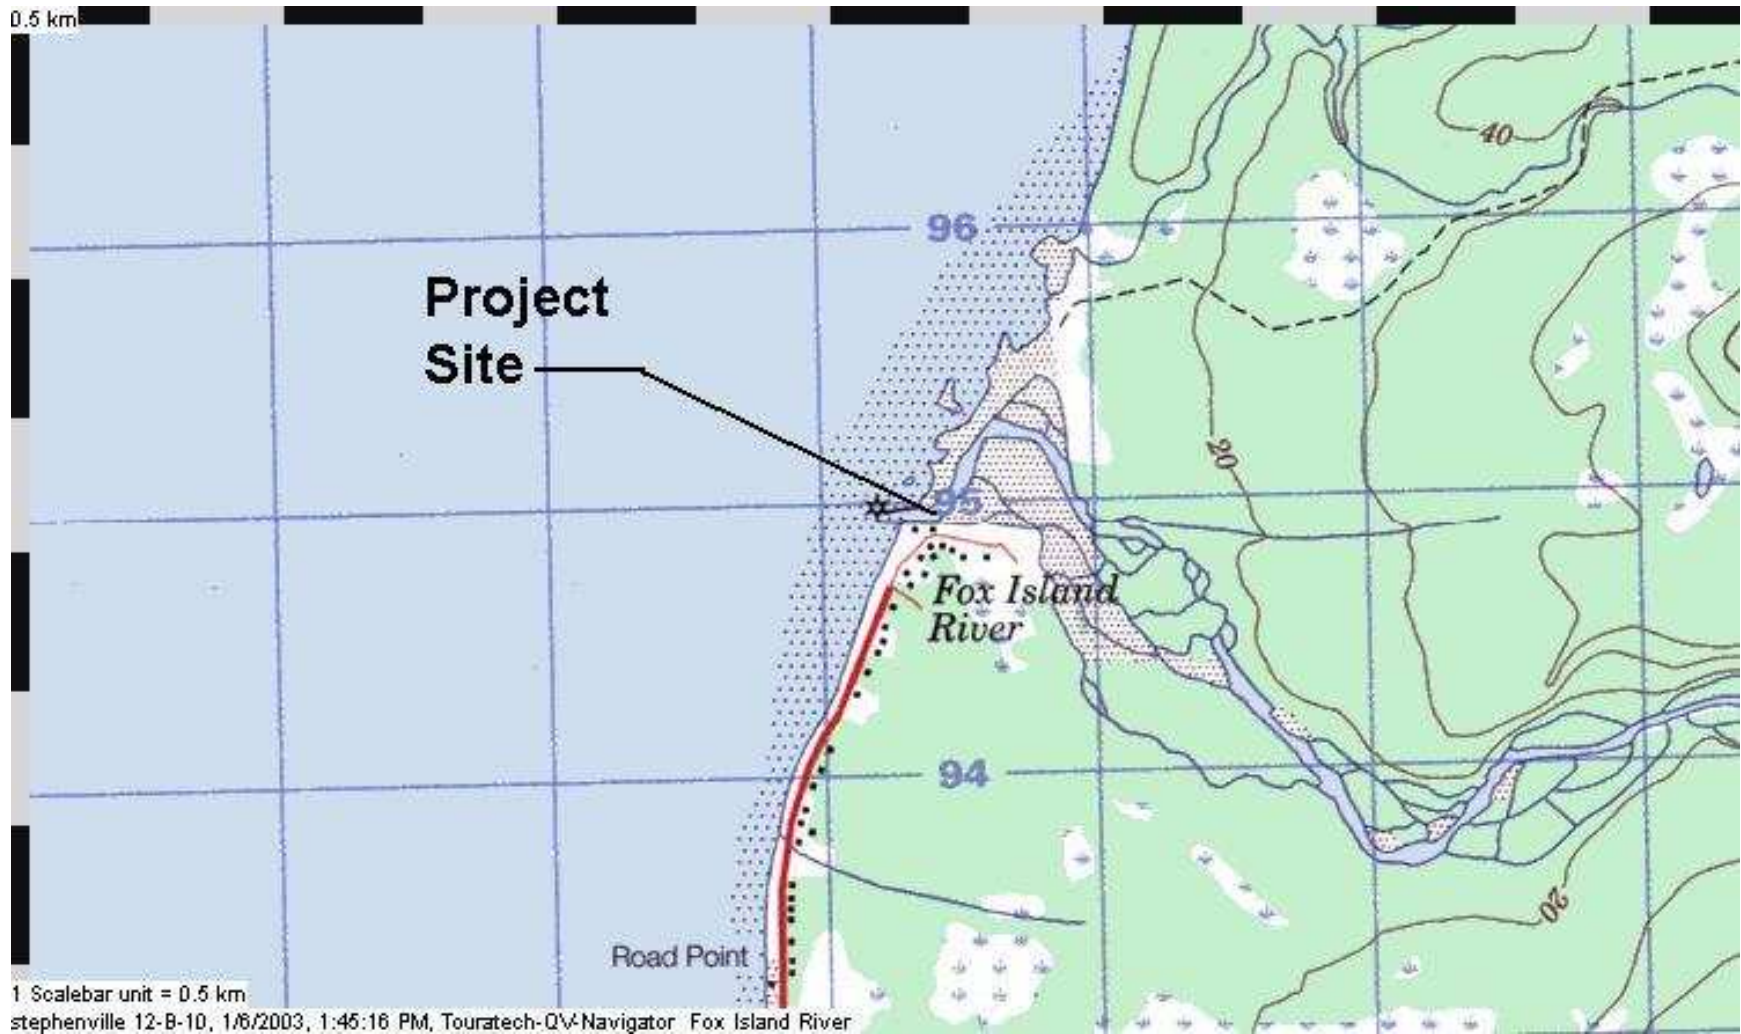 0.5 km
96
40
Project
Site
20
95
Fox Island
River
94
20
Road Point
1 Scalebar unit = 0.5 km
stephenville 12-B-10, 1/6/2003, 1:45:16 PM, Touratech-QV-Navigator Fox Island River